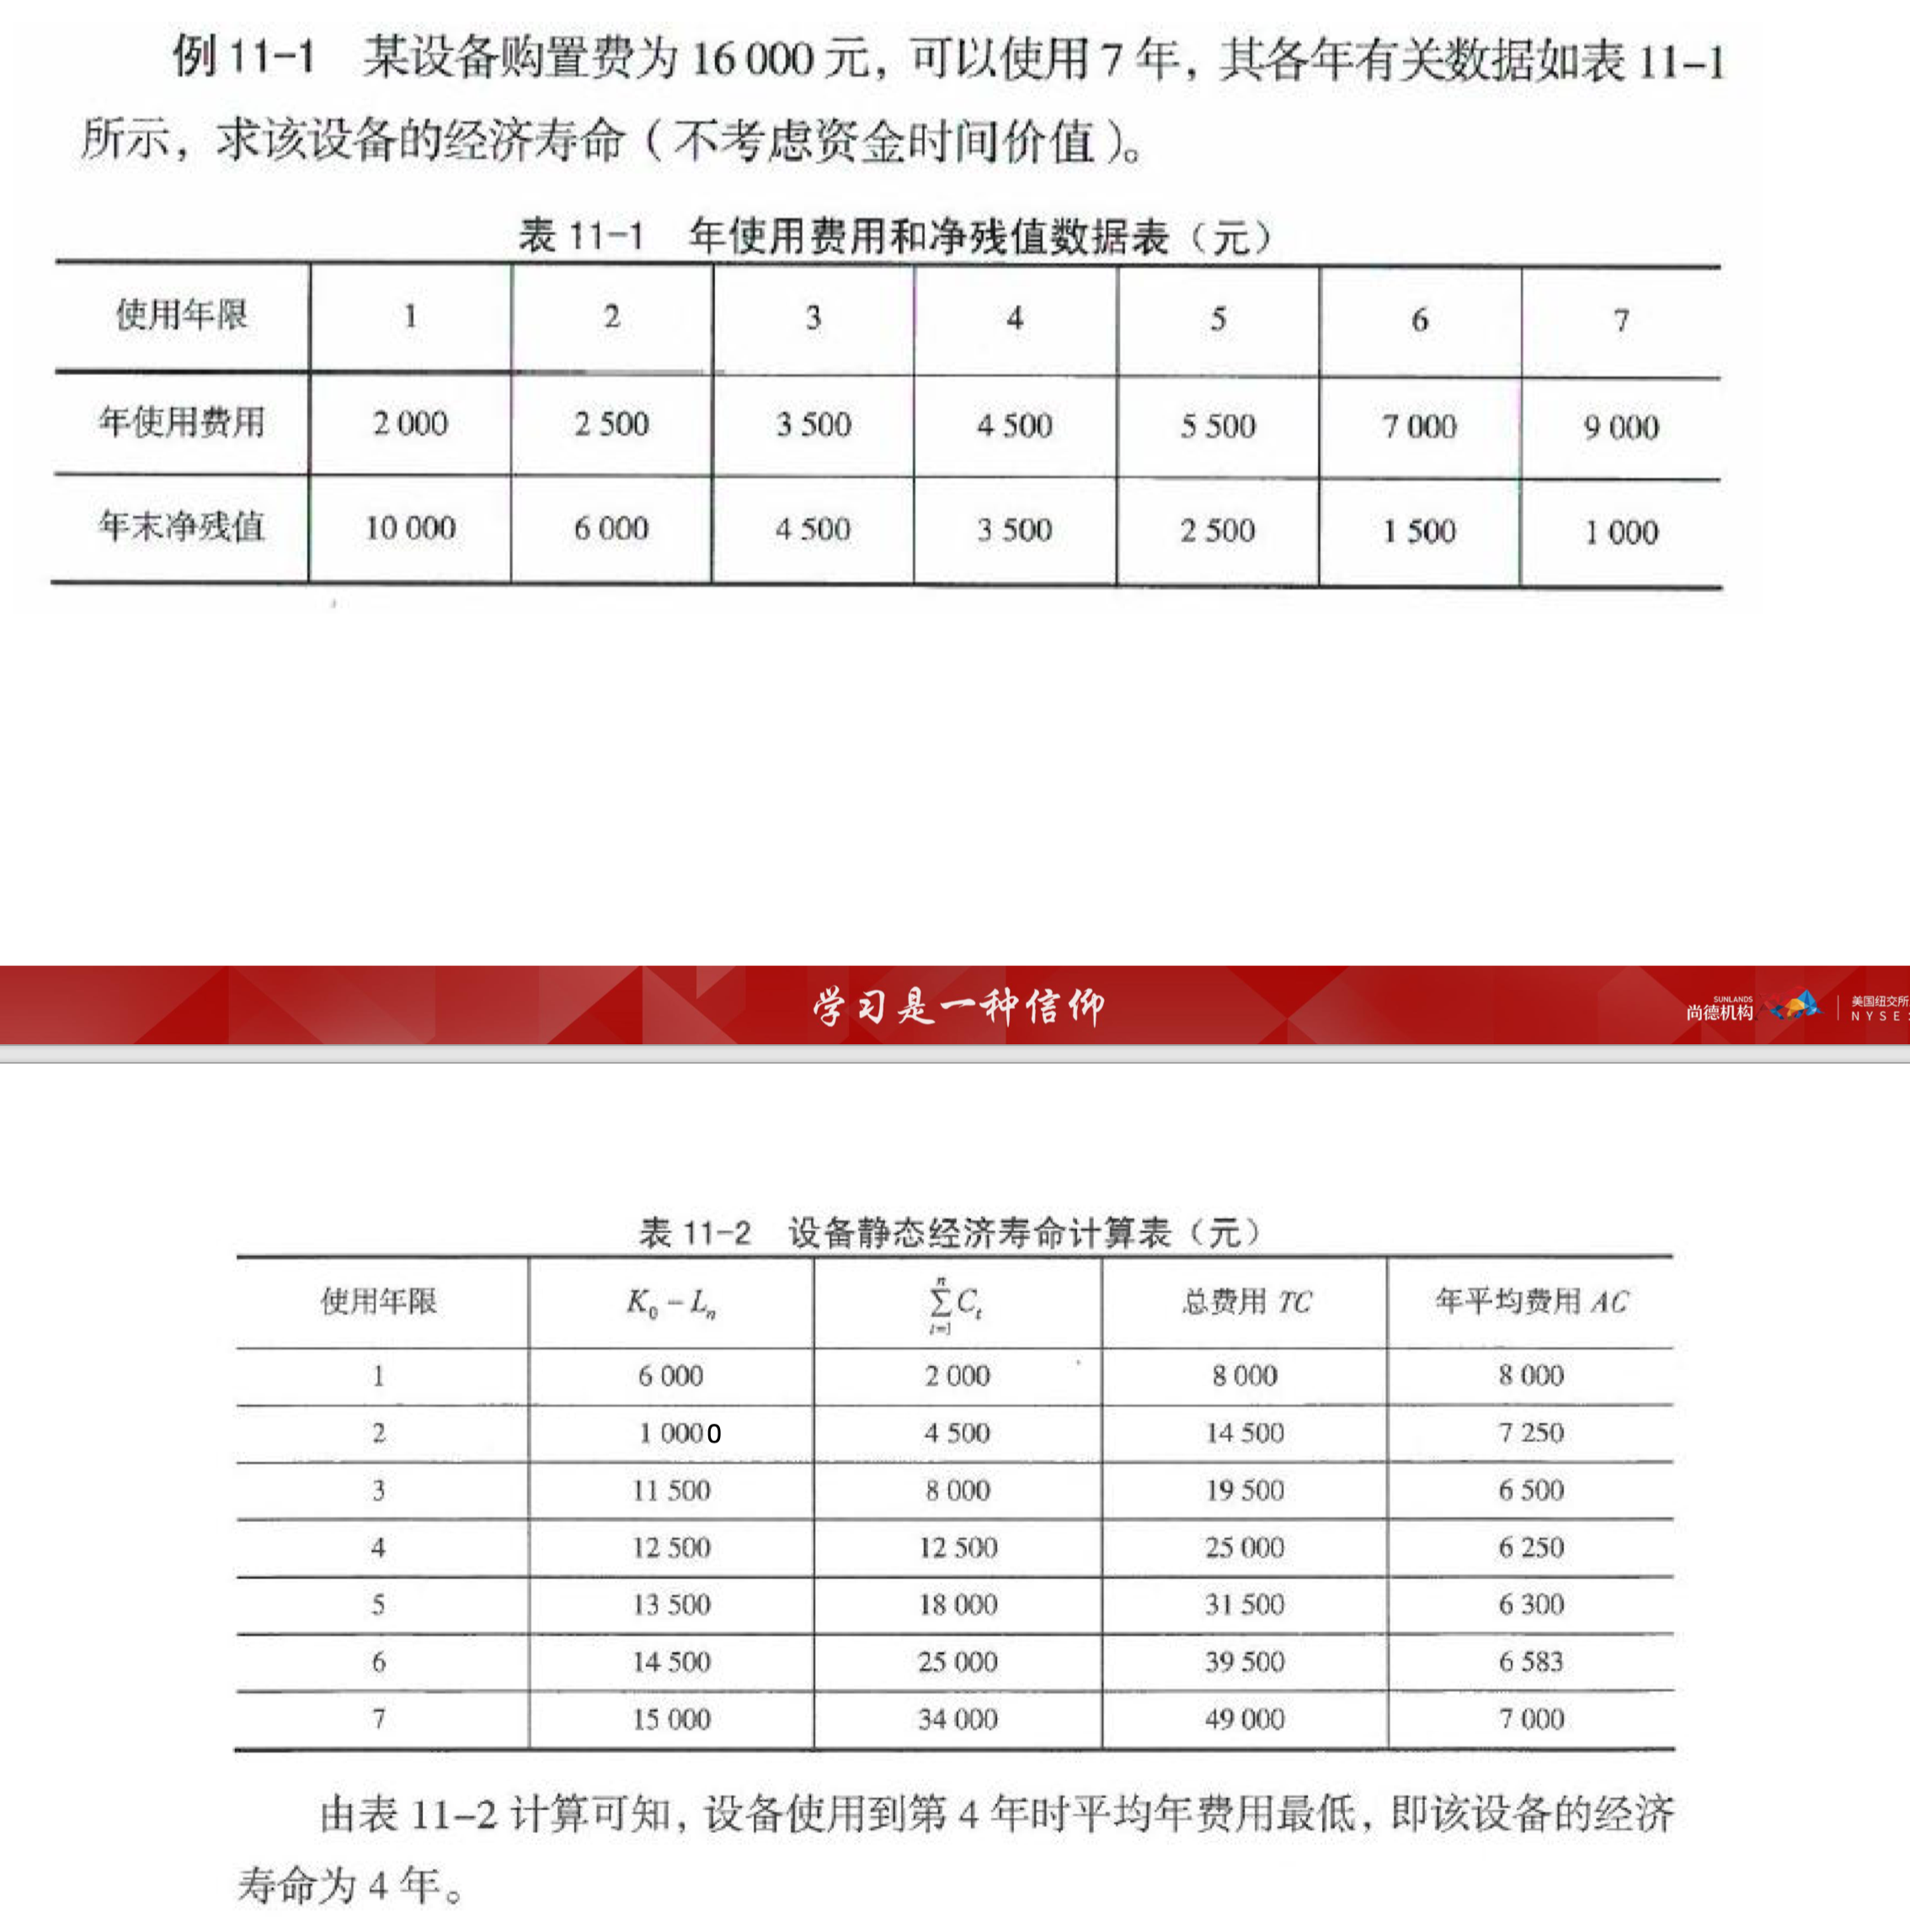 例 11-1 某设备购置费为 16 000 元，可以使用 7 年，其各年有关数据如表 11-1
所示，求该设备的经济寿命（不考虑资金时间价值）。
表 11-1 年使用费用和净残值数据表（元）
使用年限 1 2 3 4 5 6 7
年使用费用 2 000 2 500 3 500 4 500 5 500 7 000 9 000
年末净残值 10 000 6 000 4 500 3 500 2 500 1 500 1 000
学习是一种信仰
SUNLANDS
尚德机构
美国纽交所
NYSE:
表 11-2 设备静态经济寿命计算表（元）
使用年限 K₀ - Lₙ n∑t=1 Cₜ 总费用 TC 年平均费用 AC
1 6 000 2 000 8 000 8 000
2 1 0000 4 500 14 500 7 250
3 11 500 8 000 19 500 6 500
4 12 500 12 500 25 000 6 250
5 13 500 18 000 31 500 6 300
6 14 500 25 000 39 500 6 583
7 15 000 34 000 49 000 7 000
由表 11-2 计算可知，设备使用到第 4 年时平均年费用最低，即该设备的经济
寿命为 4 年。